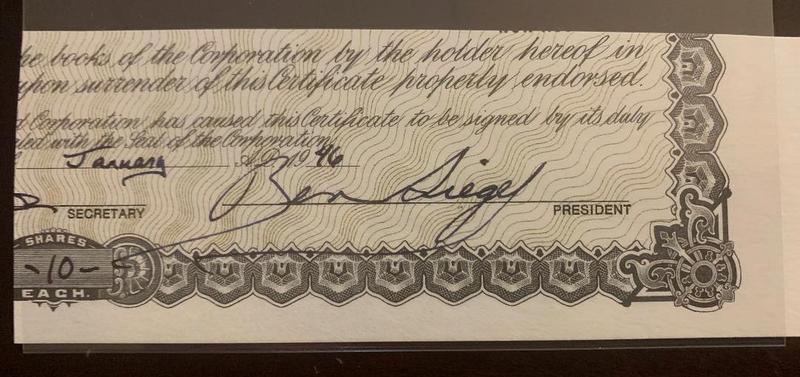 he books of the Corporation by the holder hereof in
upon surrender of this Certificate properly endorsed.
d Corporation has caused this Certificate to be signed by its duly
aled with the Seal of the Corporation
January A.D. 1946
Ben Siegel
SECRETARY PRESIDENT
SHARES
-10-
EACH.